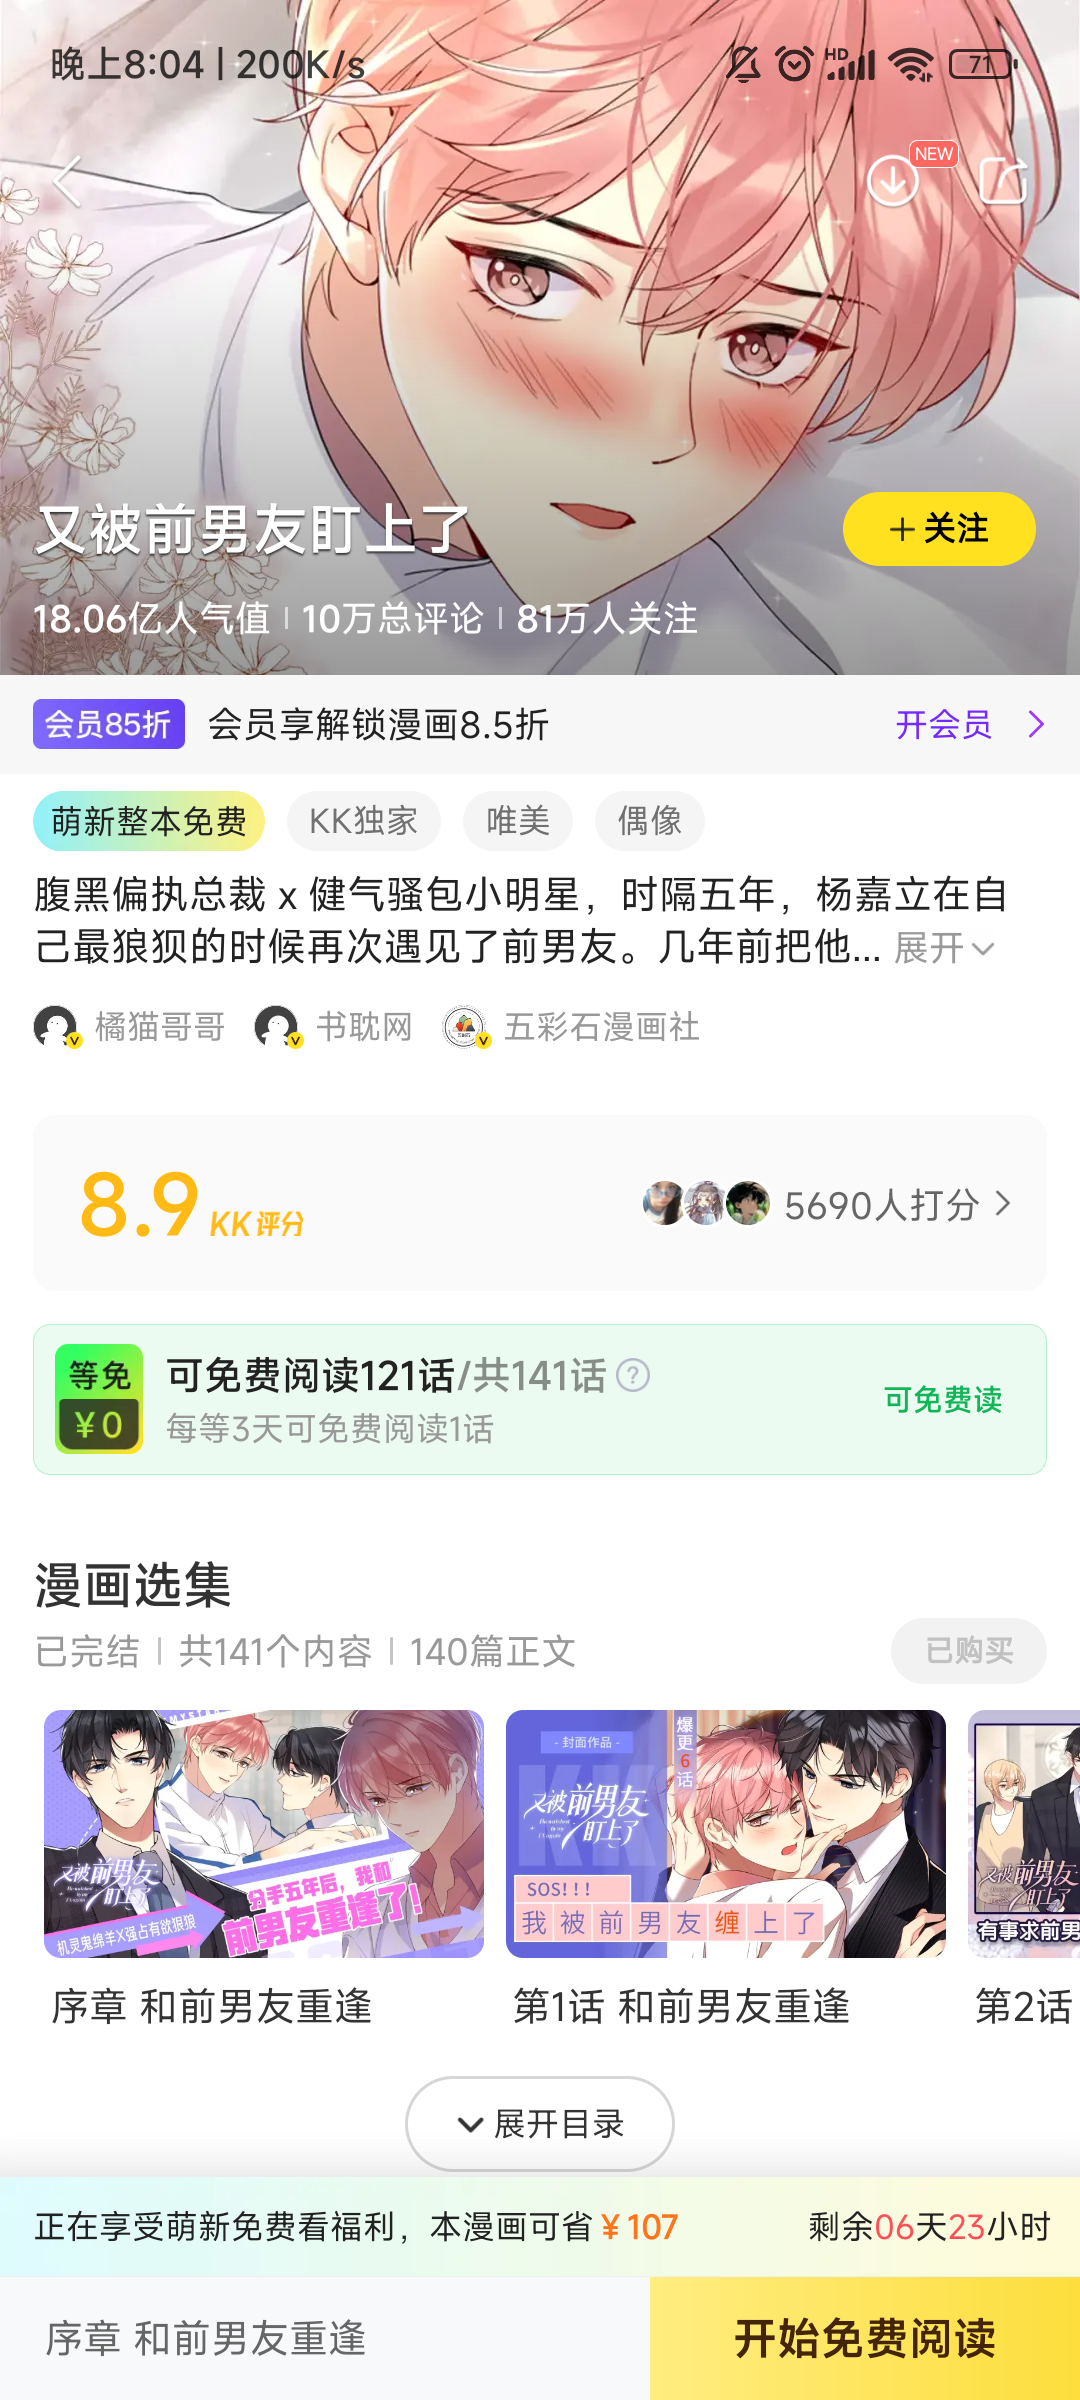 晚上8:04 | 200K/s
HD
71
NEW
又被前男友盯上了
+ 关注
18.06亿人气值 | 10万总评论 | 81万人关注
会员85折 会员享解锁漫画8.5折 开会员
萌新整本免费 KK独家 唯美 偶像
腹黑偏执总裁 x 健气骚包小明星，时隔五年，杨嘉立在自
己最狼狈的时候再次遇见了前男友。几年前把他... 展开
橘猫哥哥 书耽网 五彩石漫画社
8.9 KK评分 5690人打分
等免 可免费阅读121话/共141话 ?
¥0 每等3天可免费阅读1话
可免费读
漫画选集
已完结 | 共141个内容 | 140篇正文 已购买
又被前男友盯上了
机灵鬼绵羊X强占有欲狠狼
分手五年后，我和
前男友重逢了!
- 封面作品 -
爆更6话
又被前男友盯上了
SOS!!!
我被前男友缠上了
又被前男友盯上了
有事求前男
序章 和前男友重逢 第1话 和前男友重逢 第2话
展开目录
正在享受萌新免费看福利，本漫画可省¥107 剩余06天23小时
序章 和前男友重逢 开始免费阅读